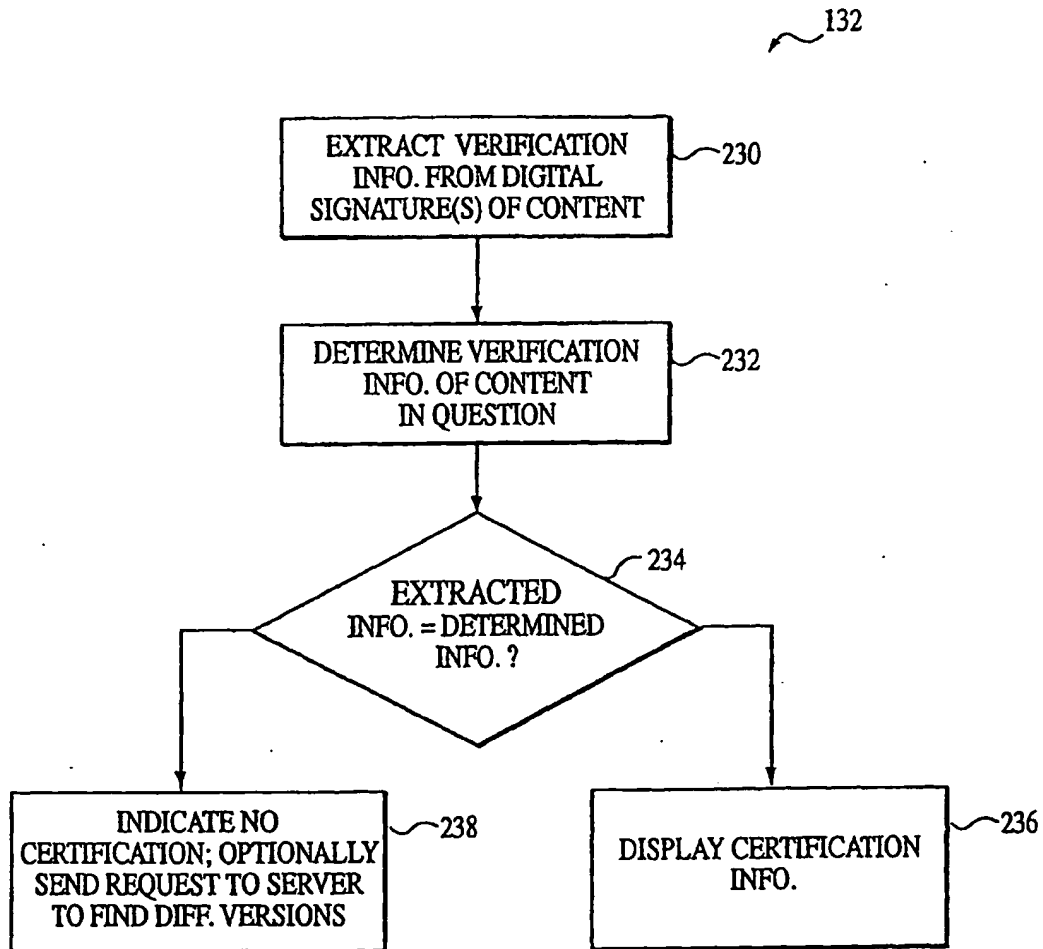 132
EXTRACT VERIFICATION
INFO. FROM DIGITAL
SIGNATURE(S) OF CONTENT
230
DETERMINE VERIFICATION
INFO. OF CONTENT
IN QUESTION
232
234
EXTRACTED
INFO. = DETERMINED
INFO. ?
INDICATE NO
CERTIFICATION; OPTIONALLY
SEND REQUEST TO SERVER
TO FIND DIFF. VERSIONS
238
DISPLAY CERTIFICATION
INFO.
236